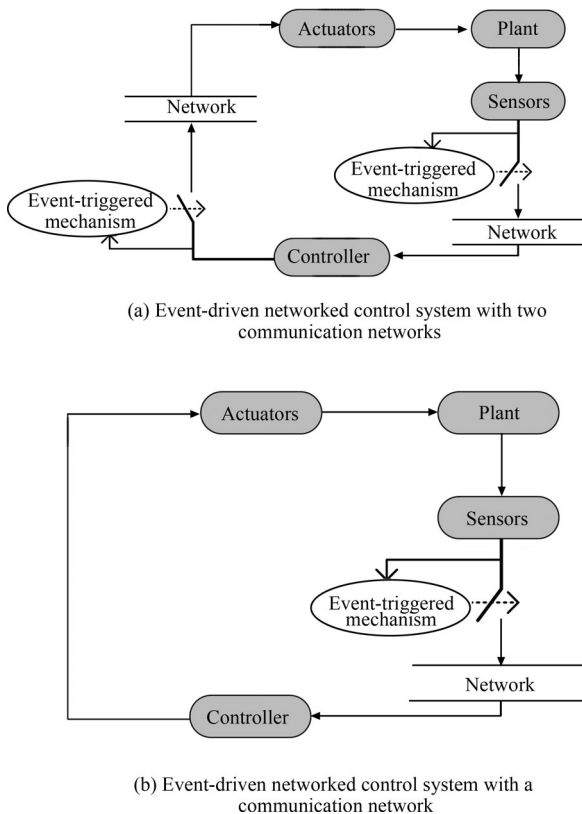 Actuators
Plant
Sensors
Network
Event-triggered
mechanism
Event-triggered
mechanism
Network
Controller
(a) Event-driven networked control system with two
communication networks
Actuators
Plant
Sensors
Event-triggered
mechanism
Network
Controller
(b) Event-driven networked control system with a
communication network